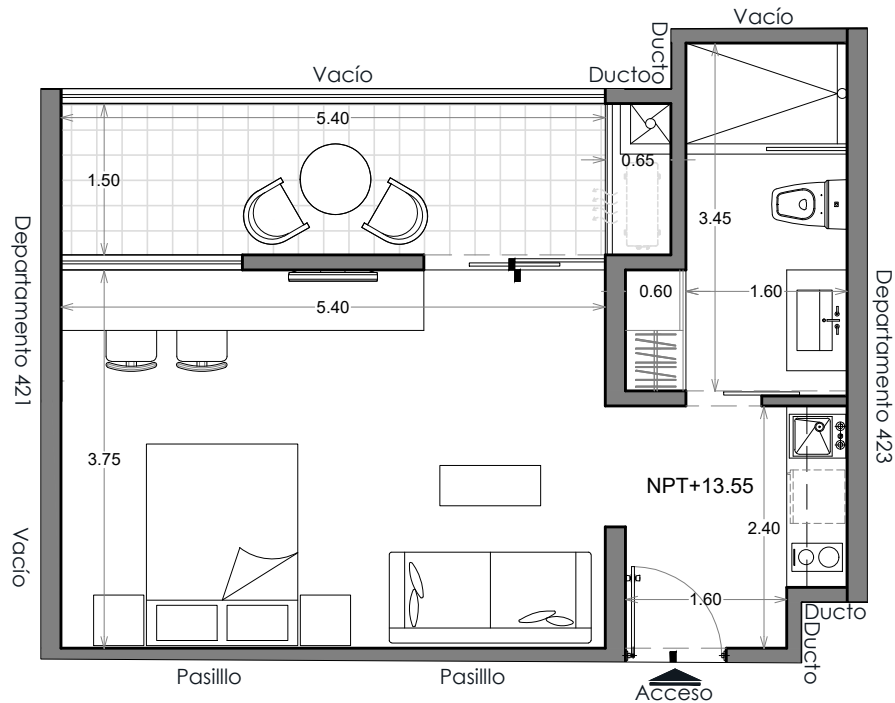 Vacío
Ducto
Vacío
Ducto
5.40
0.65
1.50
3.45
Departamento 421
5.40
0.60
1.60
Departamento 423
3.75
NPT+13.55
2.40
Vacío
1.60
Ducto
Ducto
Pasilllo
Pasilllo
Acceso